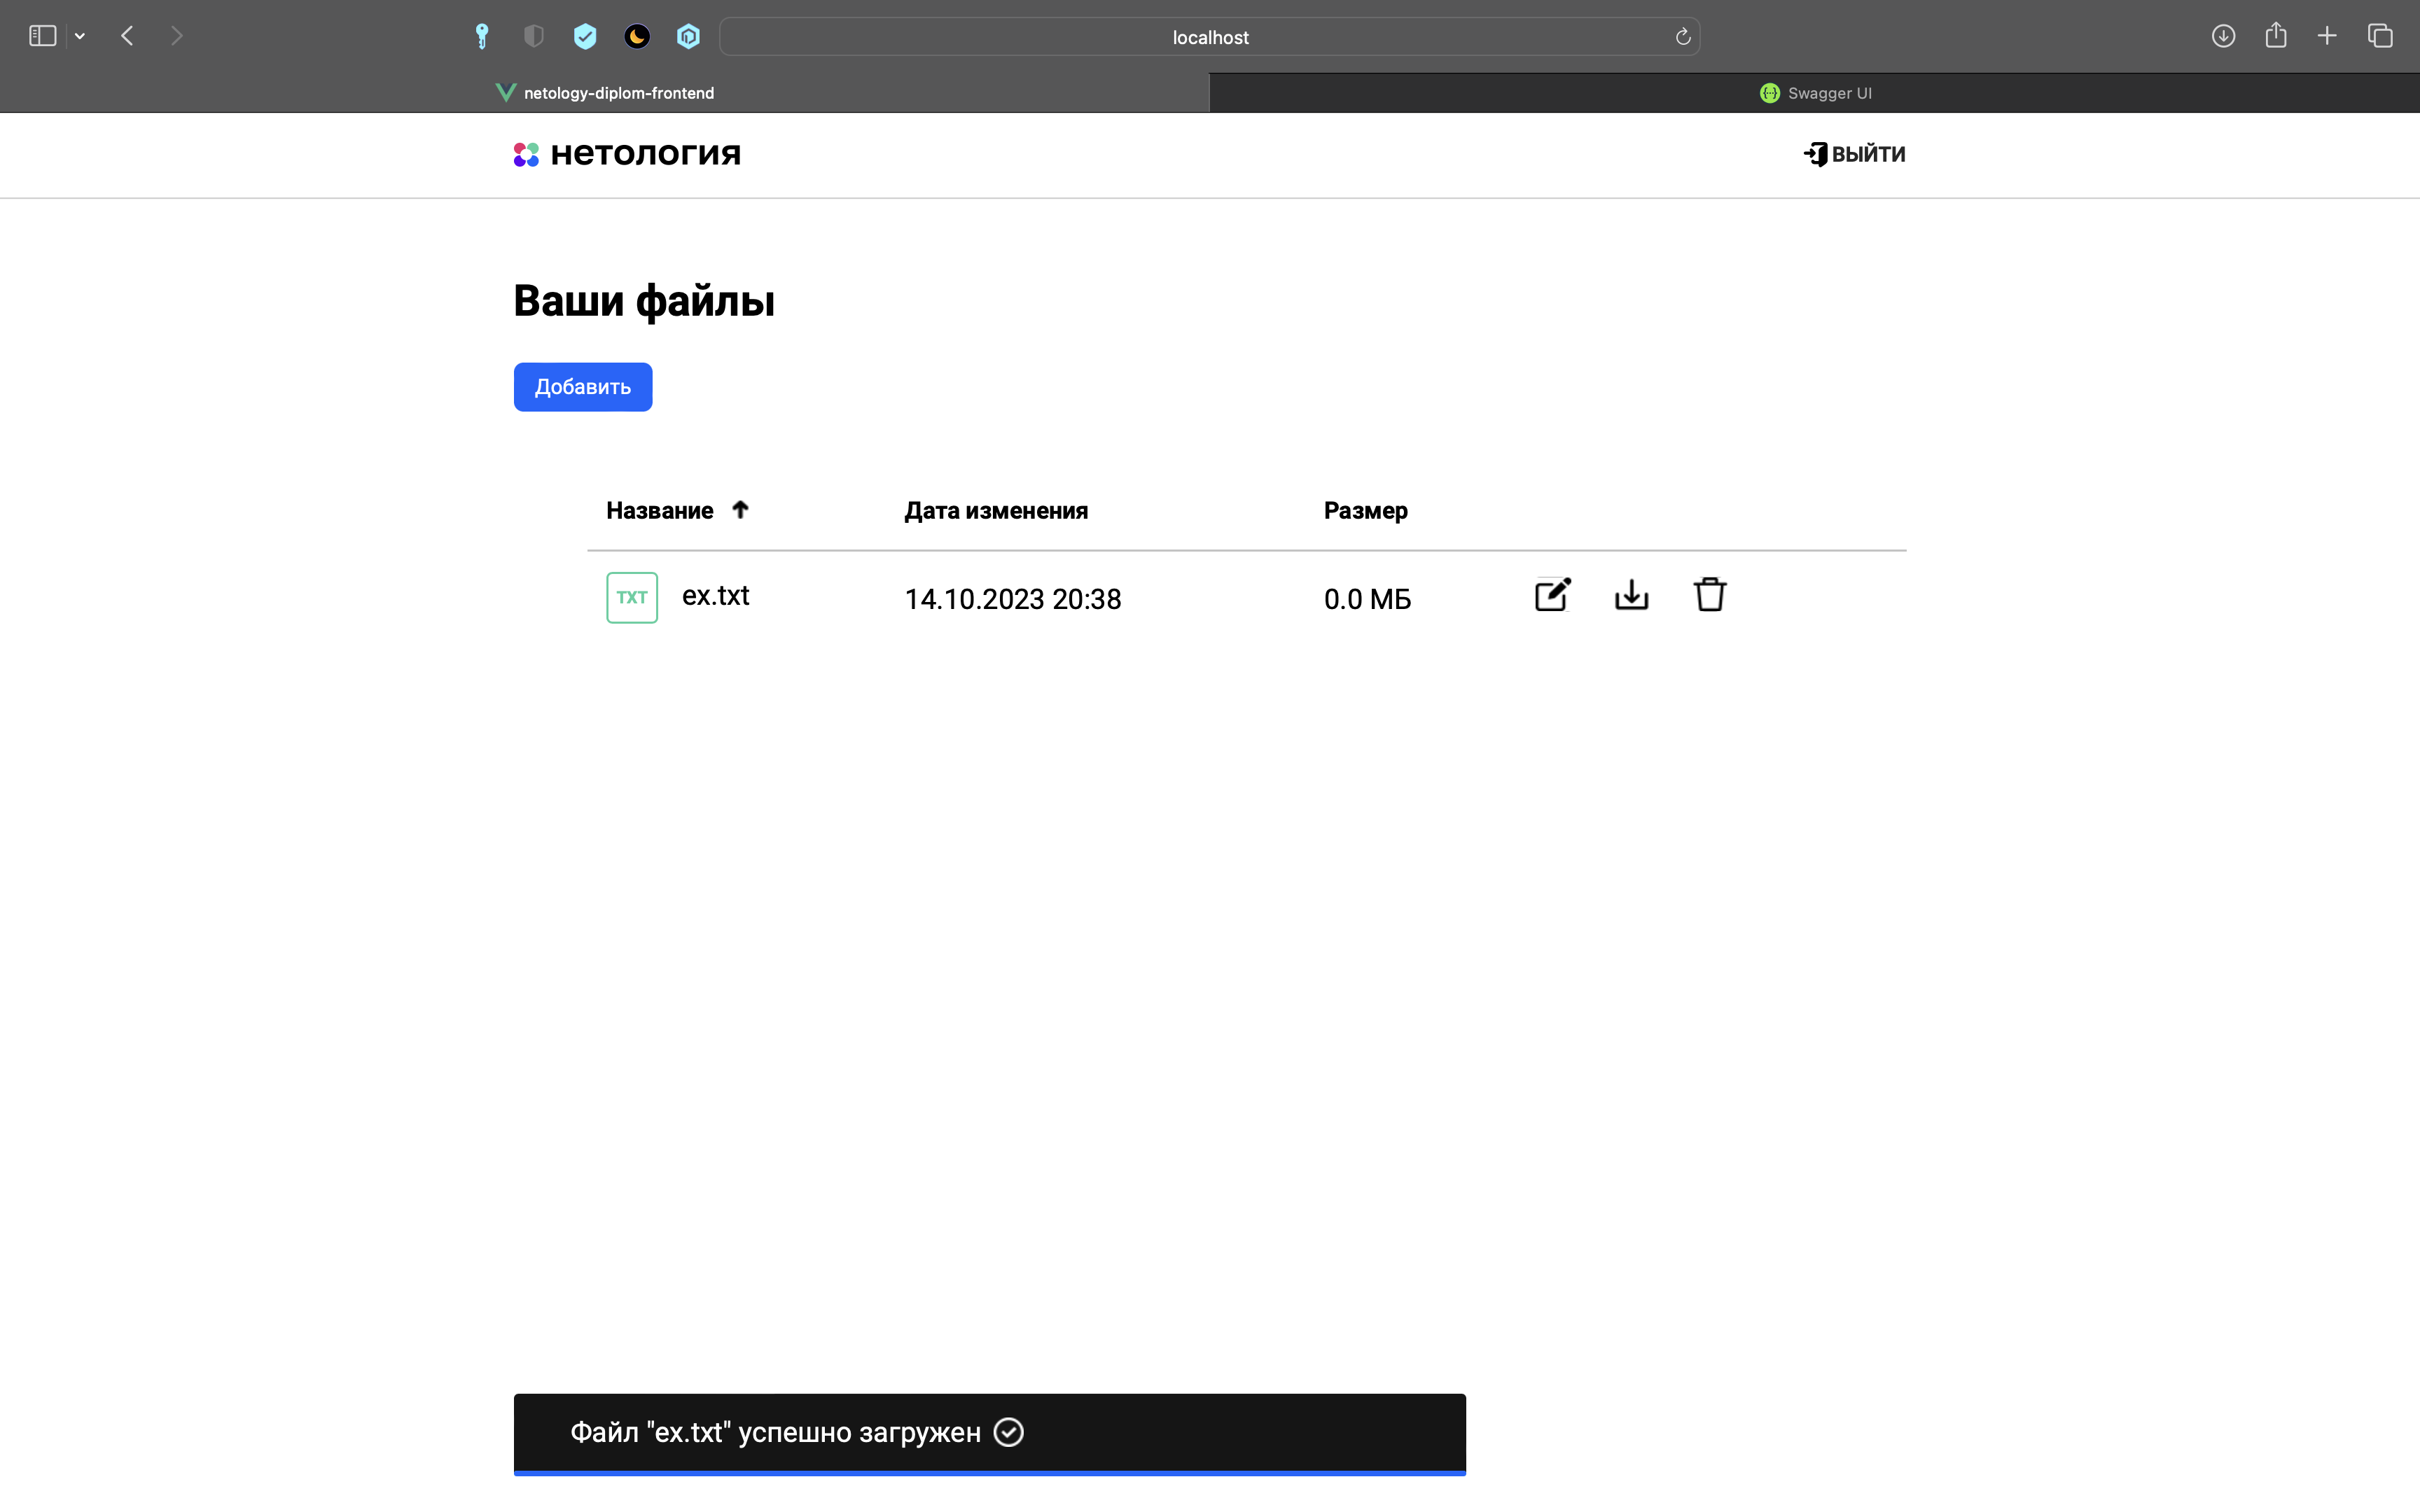 localhost
netology-diplom-frontend
Swagger UI
нетология
ВЫЙТИ
Ваши файлы
Добавить
Название Дата изменения Размер
TXT ex.txt 14.10.2023 20:38 0.0 МБ
Файл "ex.txt" успешно загружен